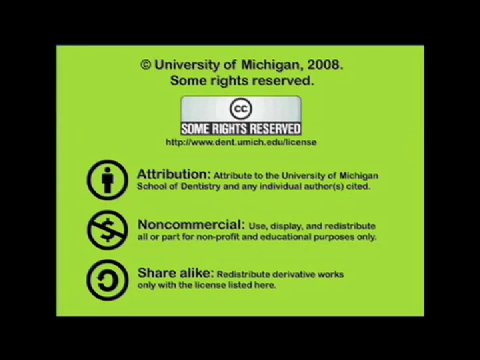 © University of Michigan, 2008.
Some rights reserved.
cc
SOME RIGHTS RESERVED
http://www.dent.umich.edu/license
Attribution: Attribute to the University of Michigan
School of Dentistry and any individual author(s) cited.
Noncommercial: Use, display, and redistribute
all or part for non-profit and educational purposes only.
Share alike: Redistribute derivative works
only with the license listed here.